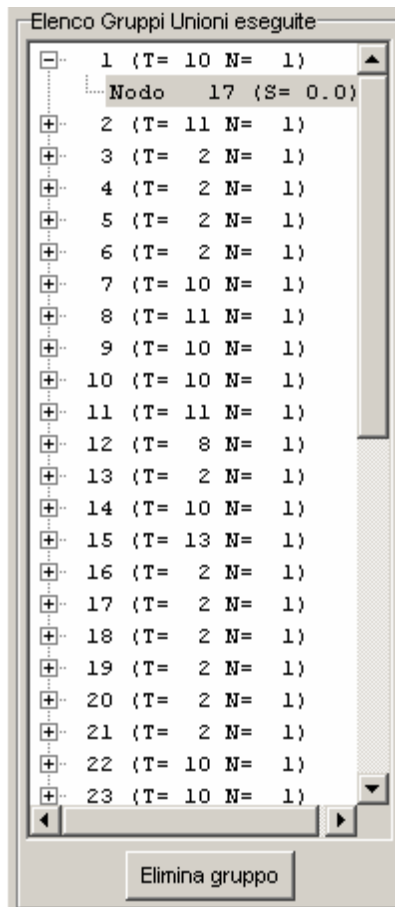 Elenco Gruppi Unioni eseguite
1 (T= 10 N= 1)
Nodo 17 (S= 0.0)
2 (T= 11 N= 1)
3 (T= 2 N= 1)
4 (T= 2 N= 1)
5 (T= 2 N= 1)
6 (T= 2 N= 1)
7 (T= 10 N= 1)
8 (T= 11 N= 1)
9 (T= 10 N= 1)
10 (T= 10 N= 1)
11 (T= 11 N= 1)
12 (T= 8 N= 1)
13 (T= 2 N= 1)
14 (T= 10 N= 1)
15 (T= 13 N= 1)
16 (T= 2 N= 1)
17 (T= 2 N= 1)
18 (T= 2 N= 1)
19 (T= 2 N= 1)
20 (T= 2 N= 1)
21 (T= 2 N= 1)
22 (T= 10 N= 1)
23 (T= 10 N= 1)
Elimina gruppo